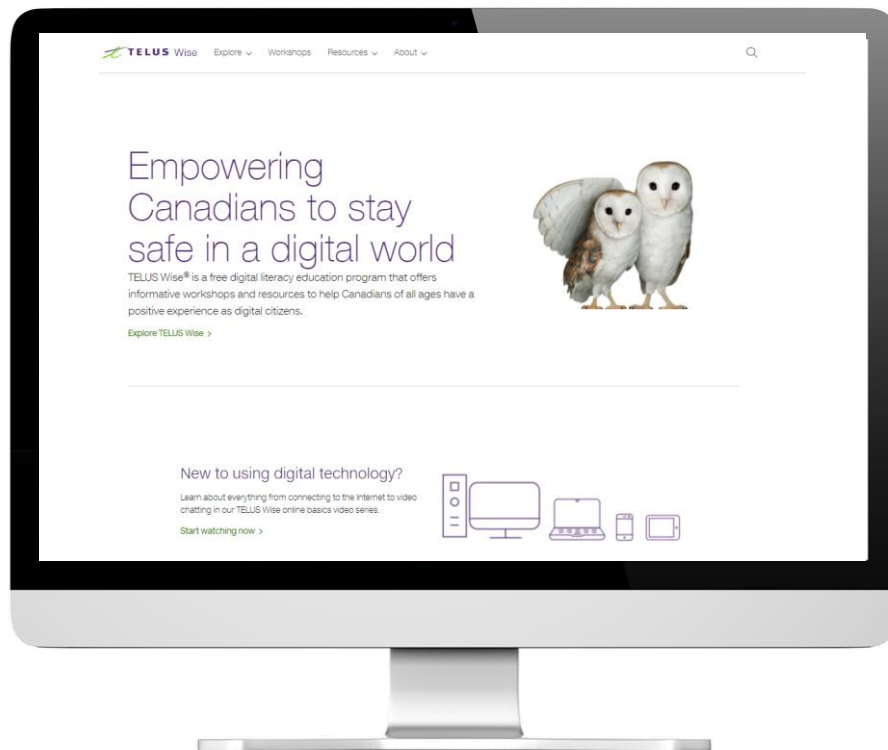 TELUS Wise Explore Workshops Resources About
Empowering
Canadians to stay
safe in a digital world
TELUS Wise® is a free digital literacy education program that offers
informative workshops and resources to help Canadians of all ages have a
positive experience as digital citizens.
Explore TELUS Wise >
New to using digital technology?
Learn about everything from connecting to the Internet to video
chatting in our TELUS Wise online basics video series.
Start watching now >